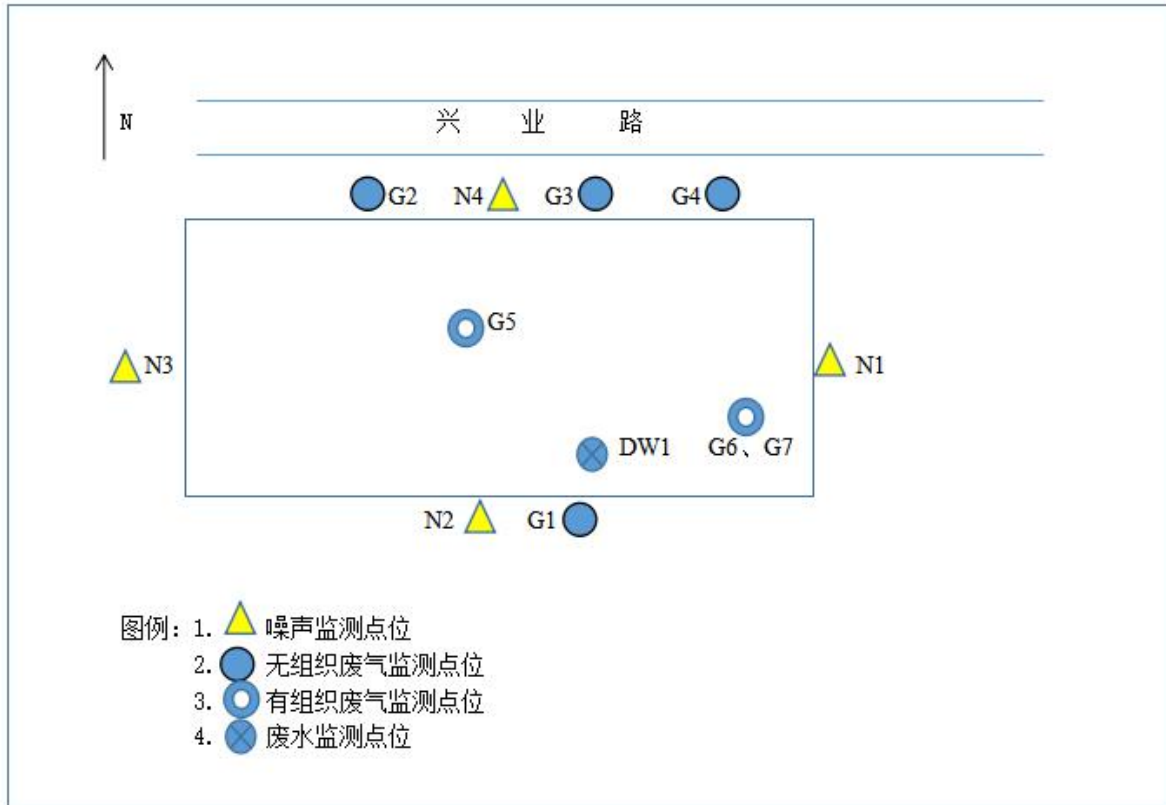 N
兴 业 路
G2 N4 G3 G4
G5
N3 N1
DW1 G6、G7
N2 G1
图例：1. 噪声监测点位
2. 无组织废气监测点位
3. 有组织废气监测点位
4. 废水监测点位